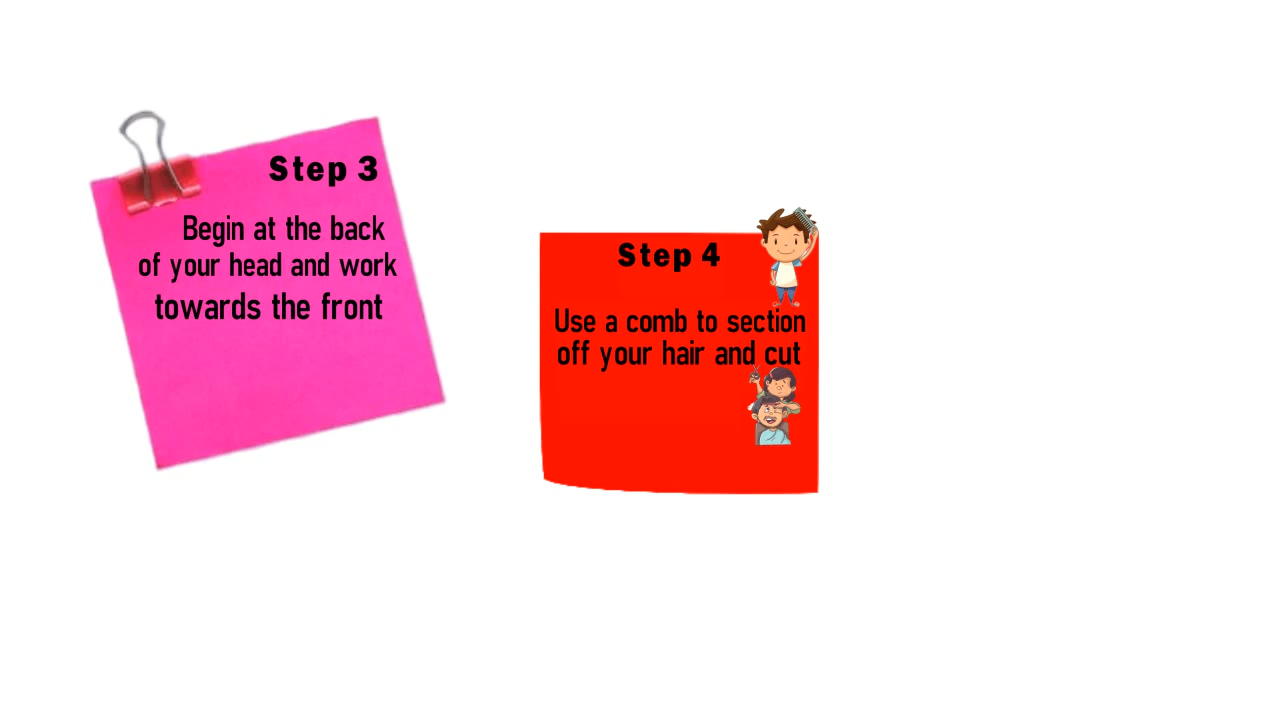 Step 3
Begin at the back
of your head and work
towards the front
Step 4
Use a comb to section
off your hair and cut